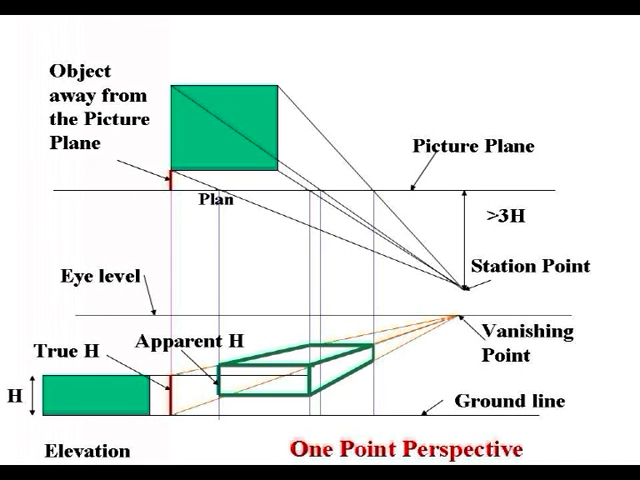 Object
away from
the Picture
Plane
Picture Plane
Plan
>3H
Station Point
Eye level
Vanishing
Point
Apparent H
True H
H
Ground line
Elevation
One Point Perspective